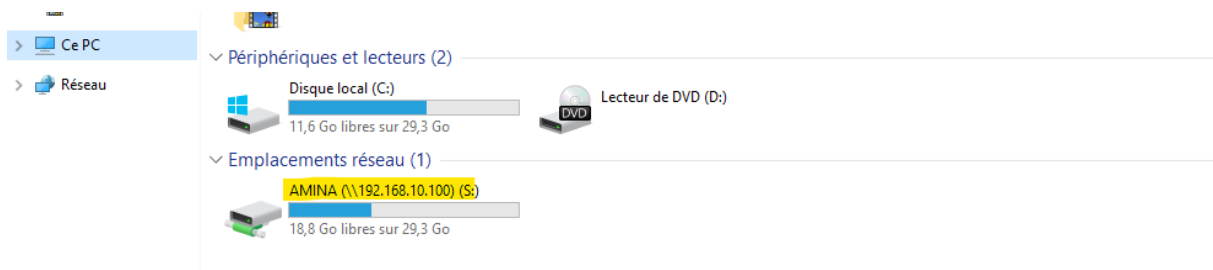 Ce PC
Réseau
Périphériques et lecteurs (2)
Disque local (C:)
11,6 Go libres sur 29,3 Go
DVD
Lecteur de DVD (D:)
Emplacements réseau (1)
AMINA (\\192.168.10.100) (S:)
18,8 Go libres sur 29,3 Go